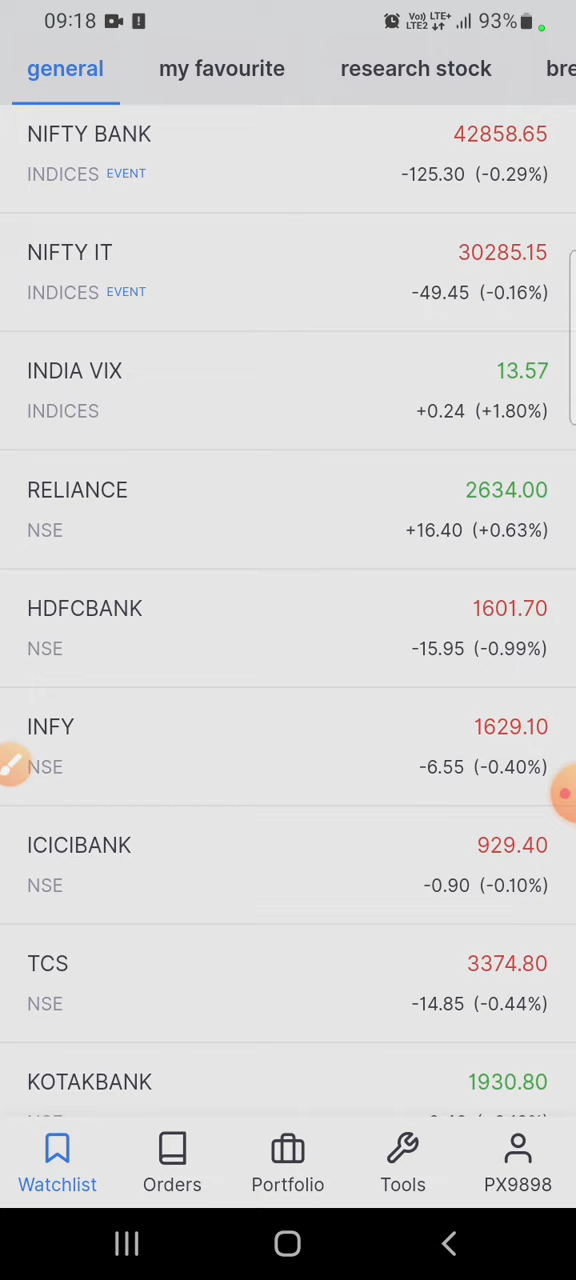 09:18 Vo)) LTE+ LTE2 93%
general my favourite research stock bre
NIFTY BANK 42858.65
INDICES EVENT -125.30 (-0.29%)
NIFTY IT 30285.15
INDICES EVENT -49.45 (-0.16%)
INDIA VIX 13.57
INDICES +0.24 (+1.80%)
RELIANCE 2634.00
NSE +16.40 (+0.63%)
HDFCBANK 1601.70
NSE -15.95 (-0.99%)
INFY 1629.10
NSE -6.55 (-0.40%)
ICICIBANK 929.40
NSE -0.90 (-0.10%)
TCS 3374.80
NSE -14.85 (-0.44%)
KOTAKBANK 1930.80
Watchlist Orders Portfolio Tools PX9898